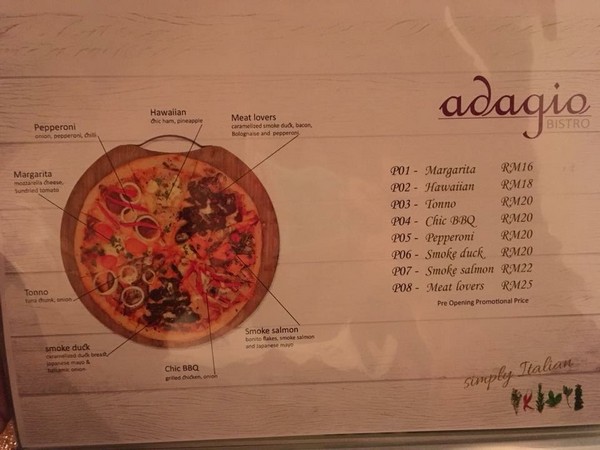 adagio
BISTRO
Hawaiian
chic ham, pineapple
Meat lovers
caramelized smoke duck, bacon,
Bolognaise and pepperoni
Pepperoni
onion, pepperoni, chilli
Margarita
mozzarella cheese,
Sundried tomato
Tonno
tuna chunk, onion
smoke duck
caramelized duck breast,
Japanese mayo &
balsamic onion
Chic BBQ
grilled chicken, onion
Smoke salmon
bonito flakes, smoke salmon
and Japanese mayo
P01 - Margarita RM16
P02 - Hawaiian RM18
P03 - Tonno RM20
P04 - Chic BBQ RM20
P05 - Pepperoni RM20
P06 - Smoke duck RM20
P07 - Smoke salmon RM22
P08 - Meat lovers RM25
Pre Opening Promotional Price
simply Italian